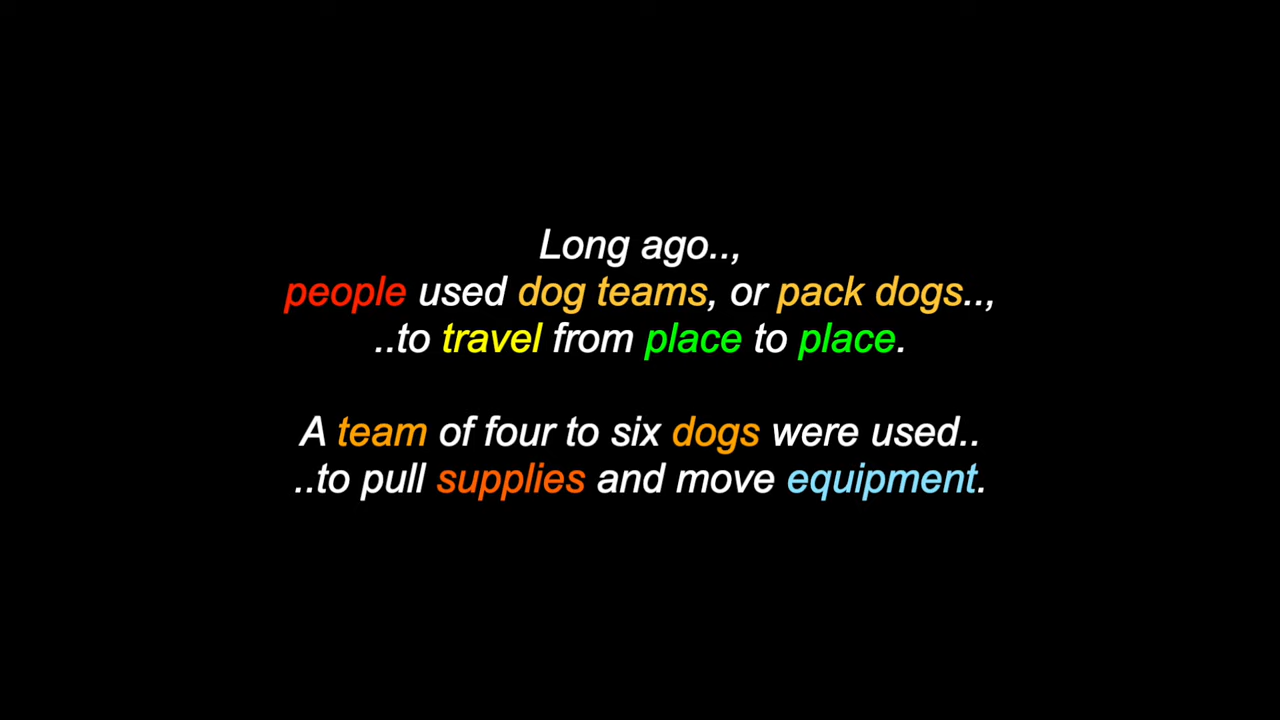 Long ago..,
people used dog teams, or pack dogs..,
..to travel from place to place.
A team of four to six dogs were used..
..to pull supplies and move equipment.